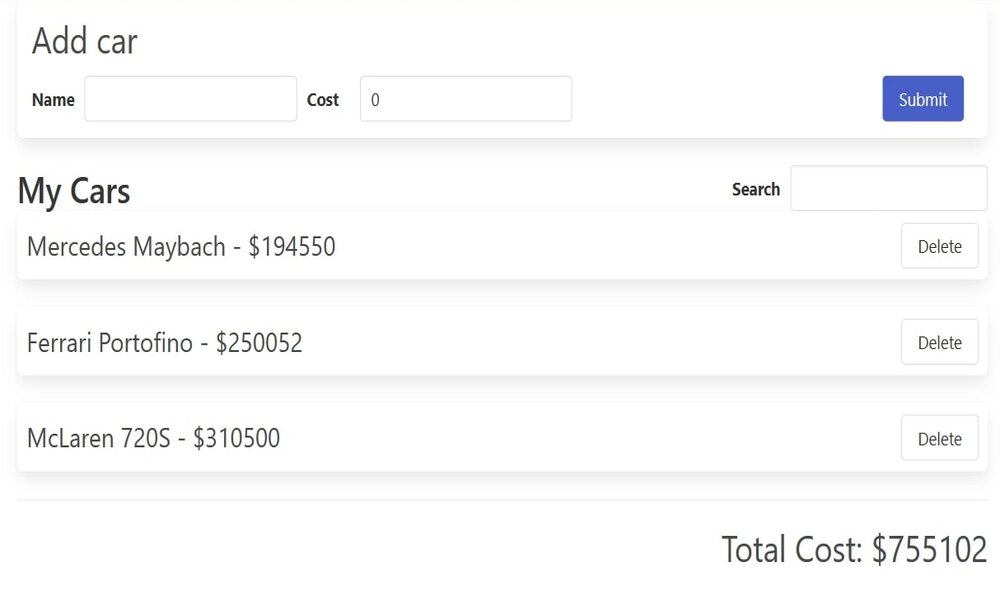 Add car
Name Cost 0 Submit
My Cars Search
Mercedes Maybach - $194550 Delete
Ferrari Portofino - $250052 Delete
McLaren 720S - $310500 Delete
Total Cost: $755102